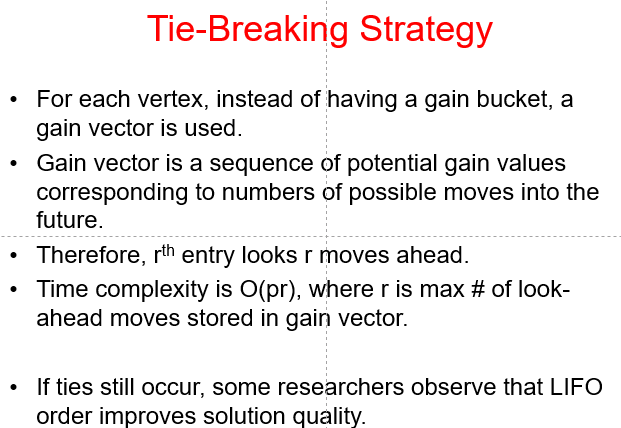 Tie-Breaking Strategy
• For each vertex, instead of having a gain bucket, a
gain vector is used.
• Gain vector is a sequence of potential gain values
corresponding to numbers of possible moves into the
future.
• Therefore, rth entry looks r moves ahead.
• Time complexity is O(pr), where r is max # of look-
ahead moves stored in gain vector.
• If ties still occur, some researchers observe that LIFO
order improves solution quality.